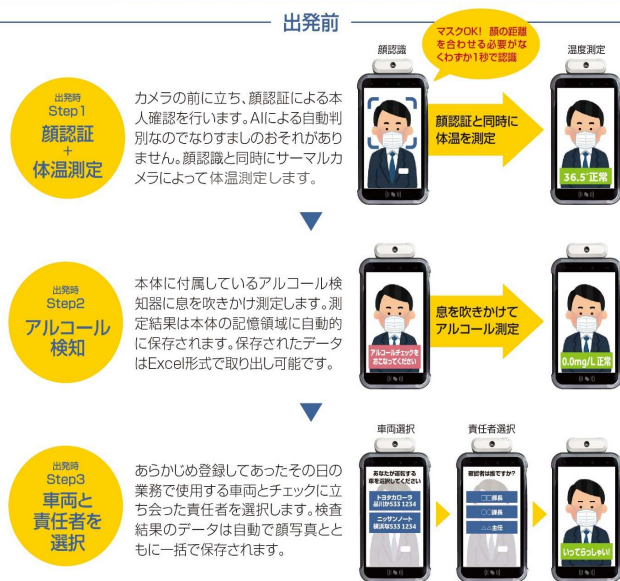 出発前
顔認識
マスクOK! 顔の距離
を合わせる必要がな
くわずか1秒で認識
温度測定
出発時
Step1
顔認証
+
体温測定
カメラの前に立ち、顔認証による本
人確認を行います。AIによる自動判
別なのでなりすましのおそれがあり
ません。顔認識と同時にサーマルカ
メラによって体温測定します。
顔認証と同時に
体温を測定
36.5°正常
出発時
Step2
アルコール
検知
本体に付属しているアルコール検
知器に息を吹きかけ測定します。測
定結果は本体の記憶領域に自動的
に保存されます。保存されたデータ
はExcel形式で取り出し可能です。
アルコールチェックを
おこなってください
息を吹きかけて
アルコール測定
0.0mg/L 正常
出発時
Step3
車両と
責任者を
選択
あらかじめ登録してあったその日の
業務で使用する車両とチェックに立
ち会った責任者を選択します。検査
結果のデータは自動で顔写真とと
もに一括で保存されます。
車両選択
あなたが運転する
車を選択してください
トヨタカローラ
品川か533 1234
ニッサンノート
横浜な533 1234
責任者選択
確認者は誰ですか?
□□課長
○○課長
△△主任
いってらっしゃい!